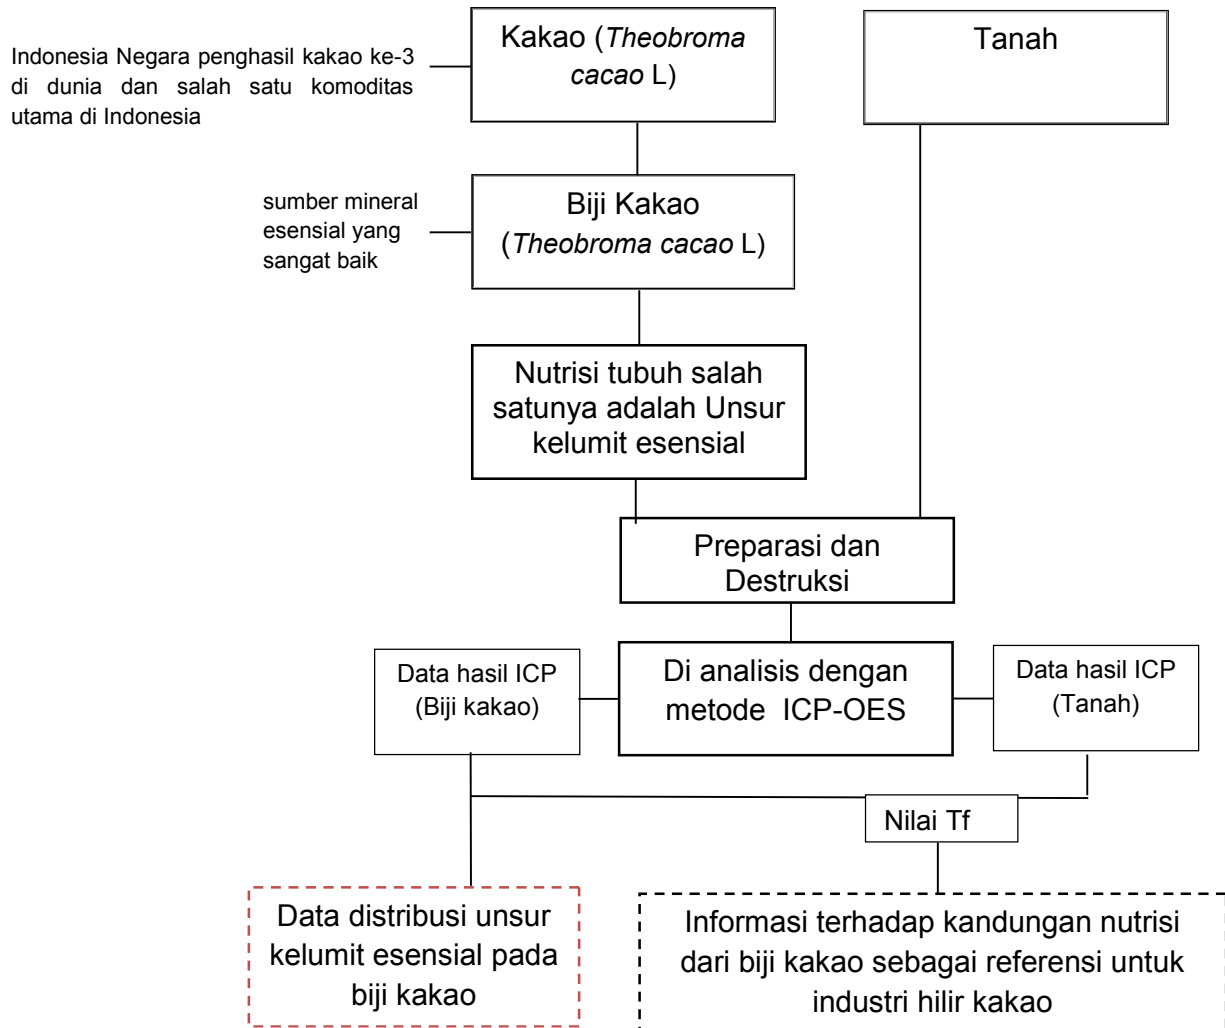 Kakao (Theobroma
cacao L)
Tanah
Indonesia Negara penghasil kakao ke-3
di dunia dan salah satu komoditas
utama di Indonesia
Biji Kakao
(Theobroma cacao L)
sumber mineral
esensial yang
sangat baik
Nutrisi tubuh salah
satunya adalah Unsur
kelumit esensial
Preparasi dan
Destruksi
Data hasil ICP
(Biji kakao)
Di analisis dengan
metode ICP-OES
Data hasil ICP
(Tanah)
Nilai Tf
Data distribusi unsur
kelumit esensial pada
biji kakao
Informasi terhadap kandungan nutrisi
dari biji kakao sebagai referensi untuk
industri hilir kakao